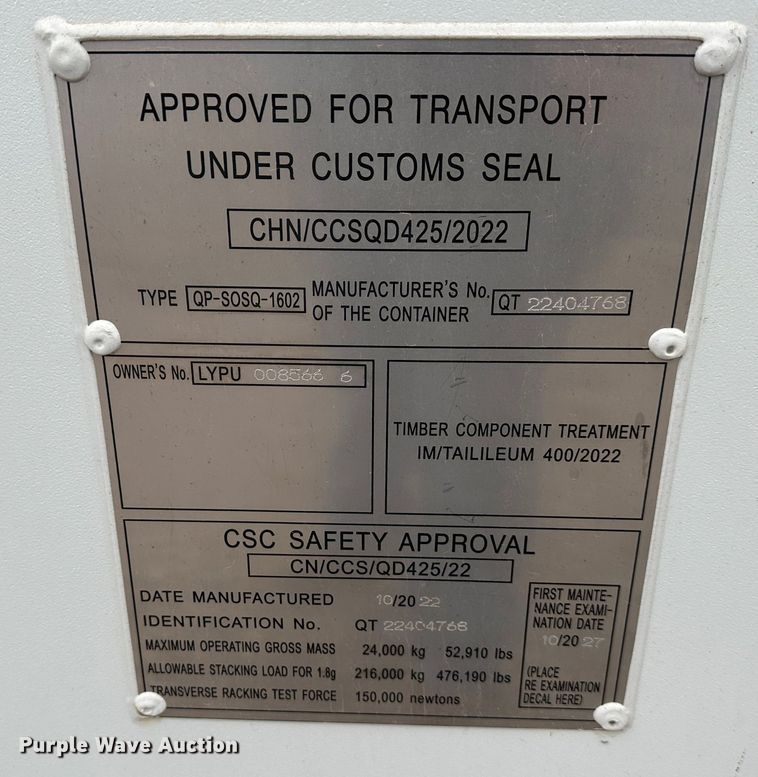 APPROVED FOR TRANSPORT
UNDER CUSTOMS SEAL
CHN/CCSQD425/2022
TYPE QP-SOSQ-1602 MANUFACTURER'S No. OF THE CONTAINER QT 22404768
OWNER'S No. LYPU 008566 6
TIMBER COMPONENT TREATMENT
IM/TAILILEUM 400/2022
CSC SAFETY APPROVAL
CN/CCS/QD425/22
DATE MANUFACTURED 10/20 22
IDENTIFICATION No. QT 22404768
MAXIMUM OPERATING GROSS MASS 24,000 kg 52,910 lbs
ALLOWABLE STACKING LOAD FOR 1.8g 216,000 kg 476,190 lbs
TRANSVERSE RACKING TEST FORCE 150,000 newtons
FIRST MAINTE-
NANCE EXAMI-
NATION DATE
10/20 27
(PLACE
RE EXAMINATION
DECAL HERE)
Purple Wave Auction